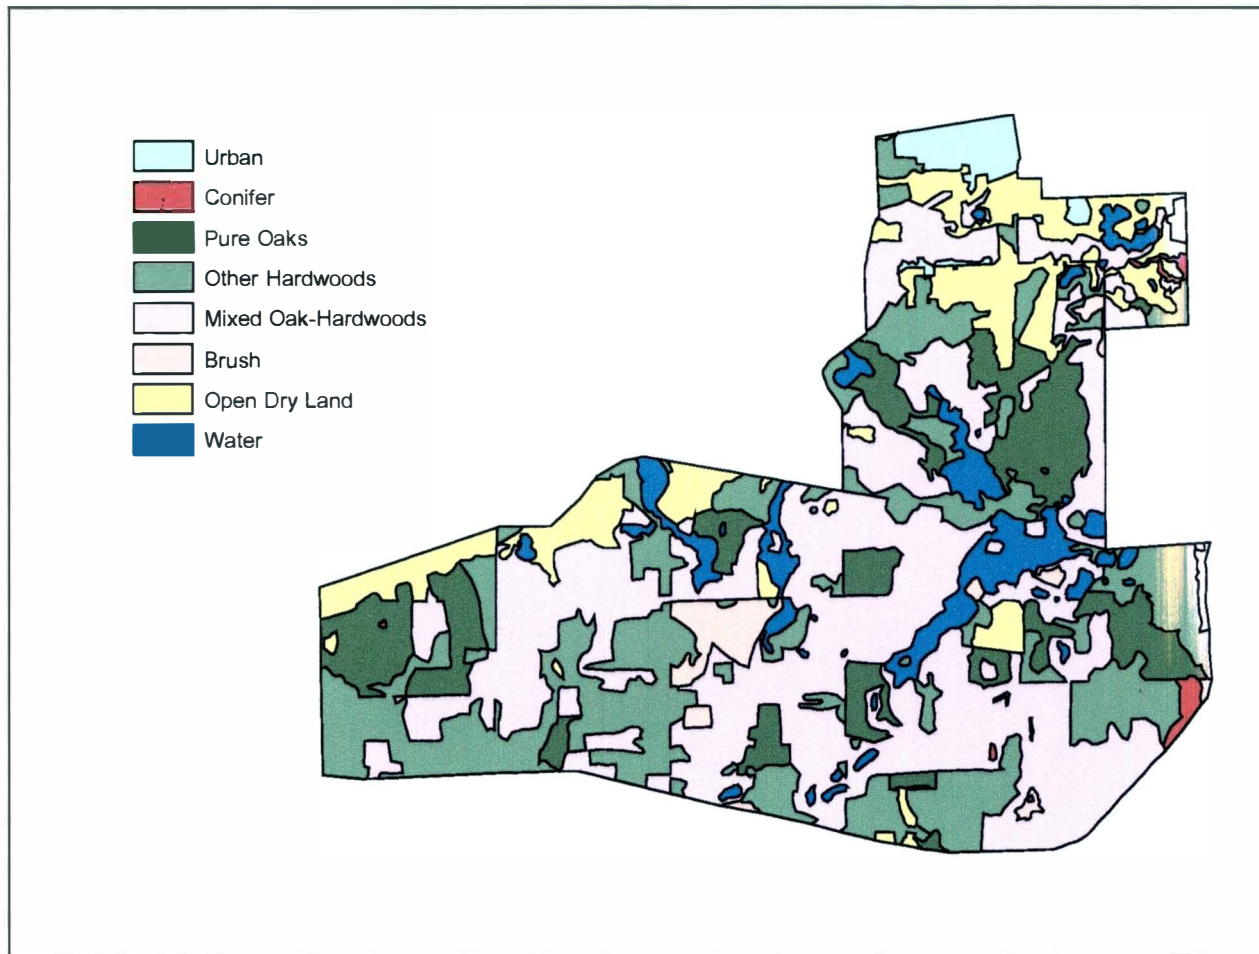 Urban
Conifer
Pure Oaks
Other Hardwoods
Mixed Oak-Hardwoods
Brush
Open Dry Land
Water